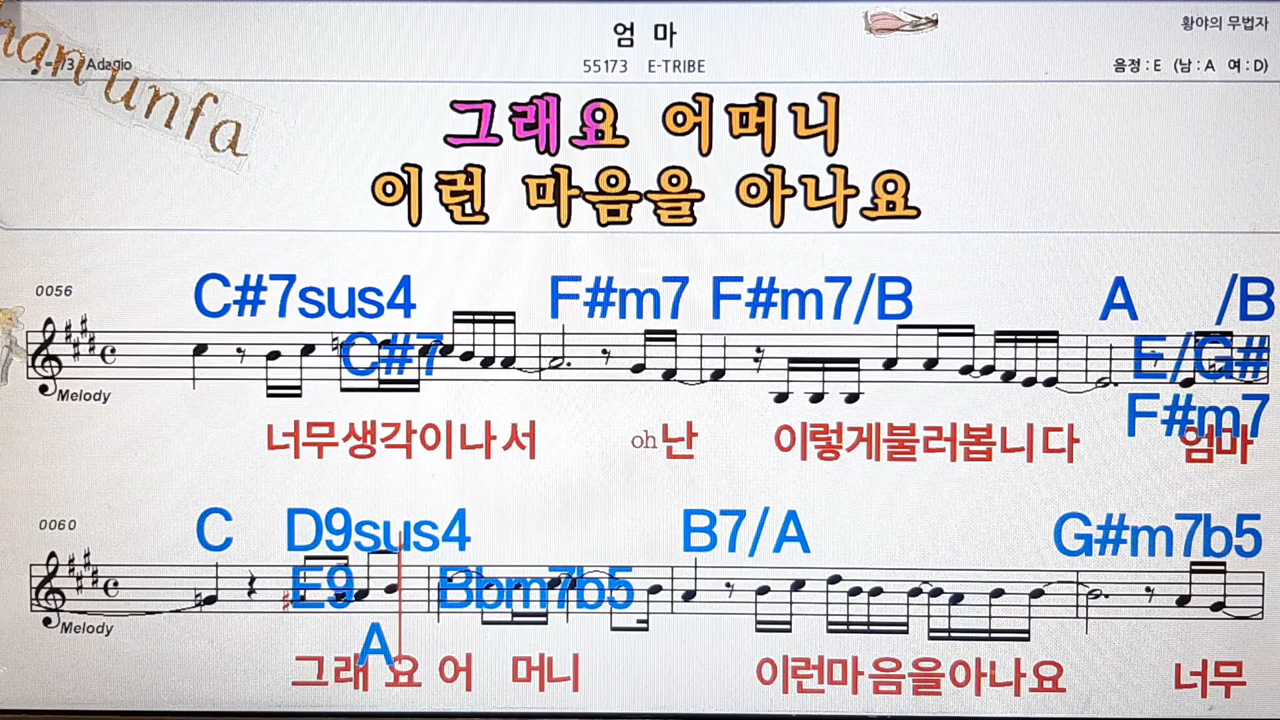 han unfa
엄 마
황야의 무법자
Adagio
55173 E-TRIBE
음정 : E (남 : A 여 : D)
그래요 어머니
이런 마음을 아나요
0056
C#7sus4 F#m7 F#m7/B A /B
C#7 E/G#
F#m7
Melody
너무생각이나서 oh난 이렇게불러봅니다 엄마
0060
C D9sus4 B7/A G#m7b5
E9 Bbm7b5
A
Melody
그래요 어 머니 이런마음을아나요 너무